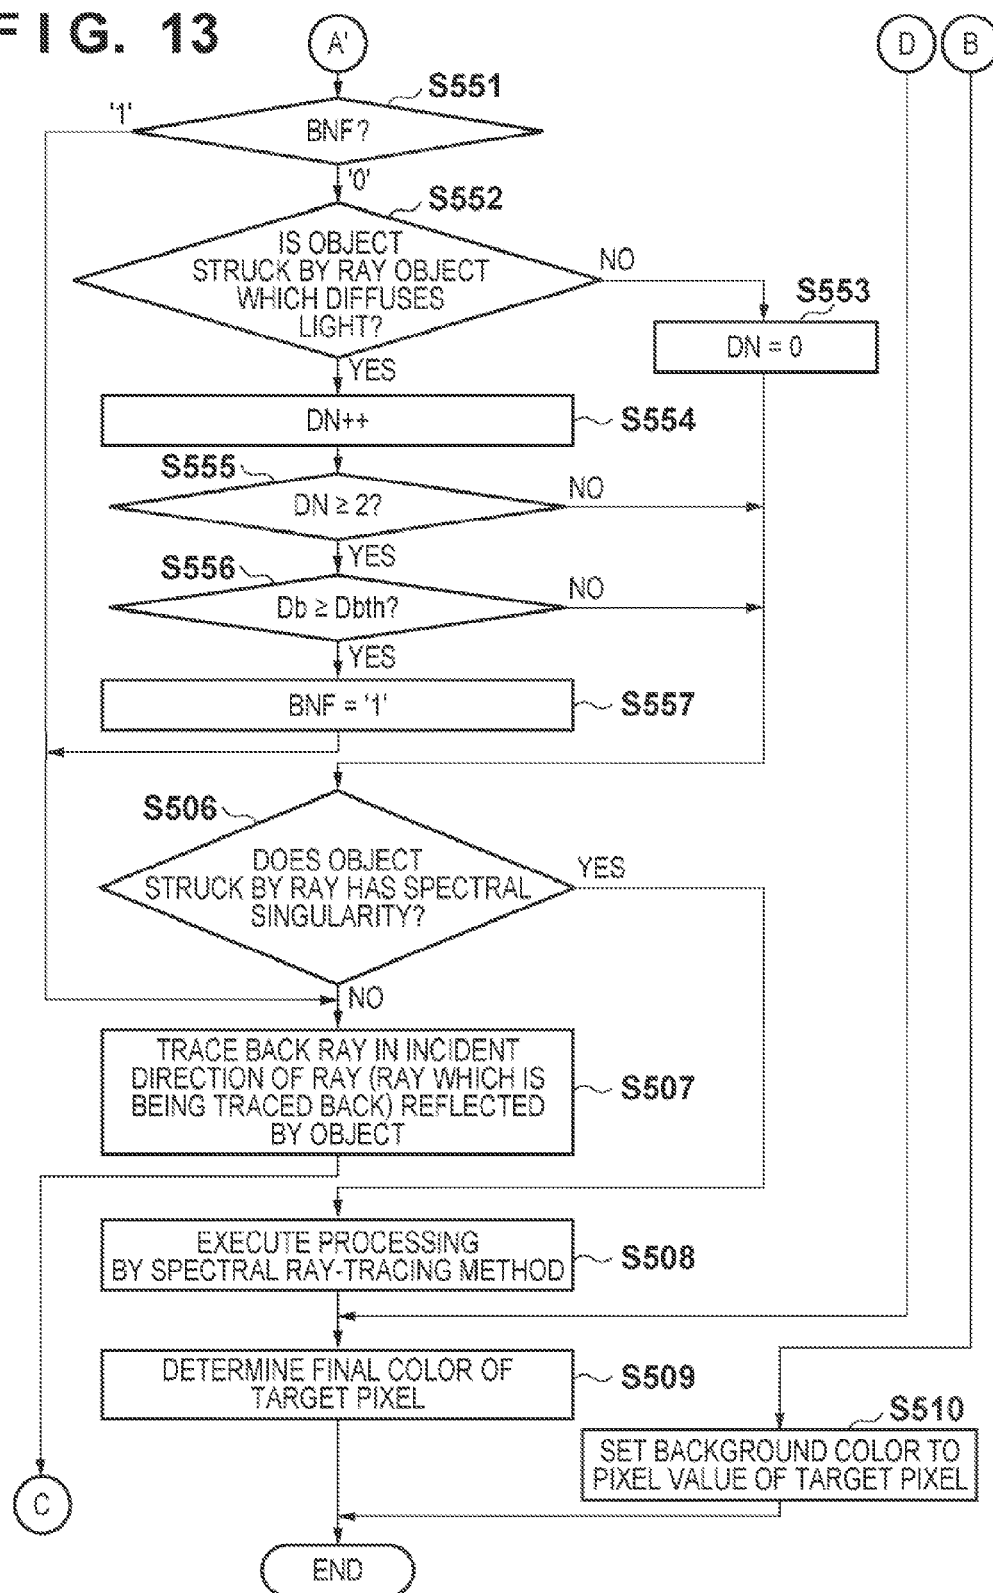 FIG. 13
A'
D
B
S551
'1'
BNF?
'0'
S552
IS OBJECT
STRUCK BY RAY OBJECT
WHICH DIFFUSES
LIGHT?
NO
S553
DN = 0
YES
DN++
S554
S555
DN ≥ 2?
NO
YES
S556
Db ≥ Dbth?
NO
YES
BNF = '1'
S557
S506
DOES OBJECT
STRUCK BY RAY HAS SPECTRAL
SINGULARITY?
YES
NO
TRACE BACK RAY IN INCIDENT
DIRECTION OF RAY (RAY WHICH IS
BEING TRACED BACK) REFLECTED
BY OBJECT
S507
EXECUTE PROCESSING
BY SPECTRAL RAY-TRACING METHOD
S508
DETERMINE FINAL COLOR OF
TARGET PIXEL
S509
S510
SET BACKGROUND COLOR TO
PIXEL VALUE OF TARGET PIXEL
C
END